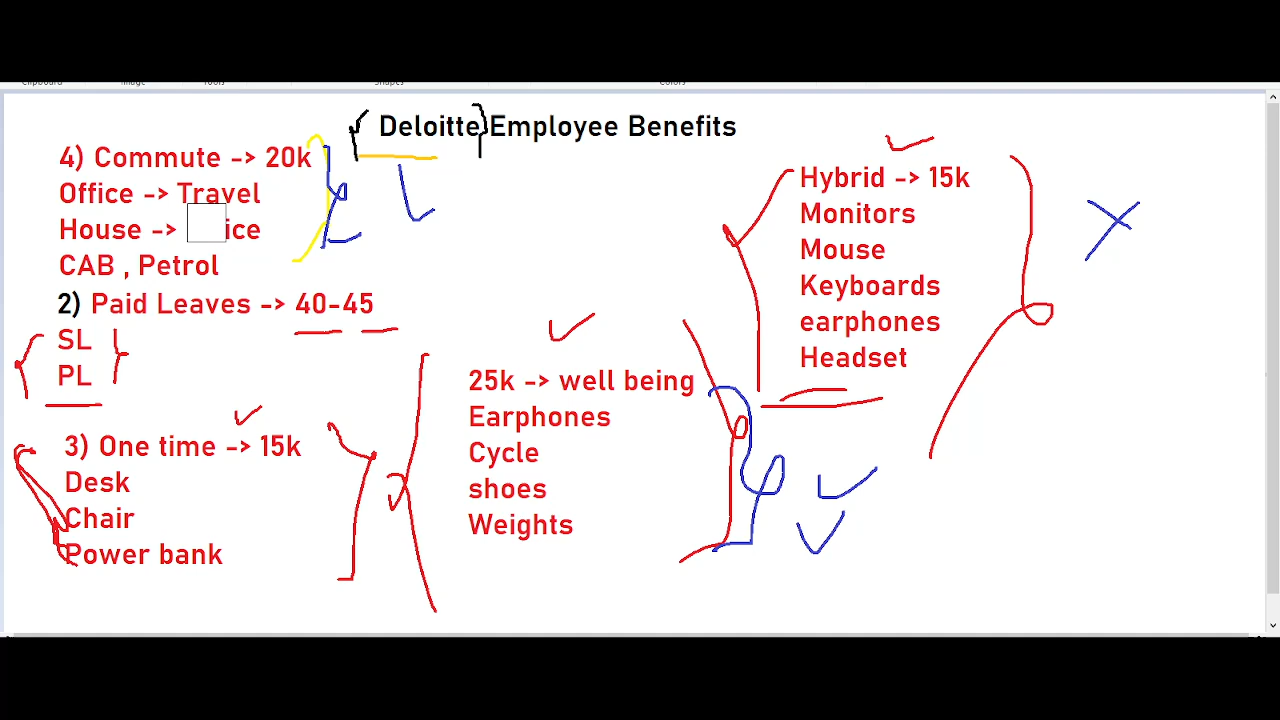 Deloitte Employee Benefits
4) Commute -> 20k
Office -> Travel
House -> ice
CAB , Petrol
2) Paid Leaves -> 40-45
SL
PL
3) One time -> 15k
Desk
Chair
Power bank
25k -> well being
Earphones
Cycle
shoes
Weights
Hybrid -> 15k
Monitors
Mouse
Keyboards
earphones
Headset